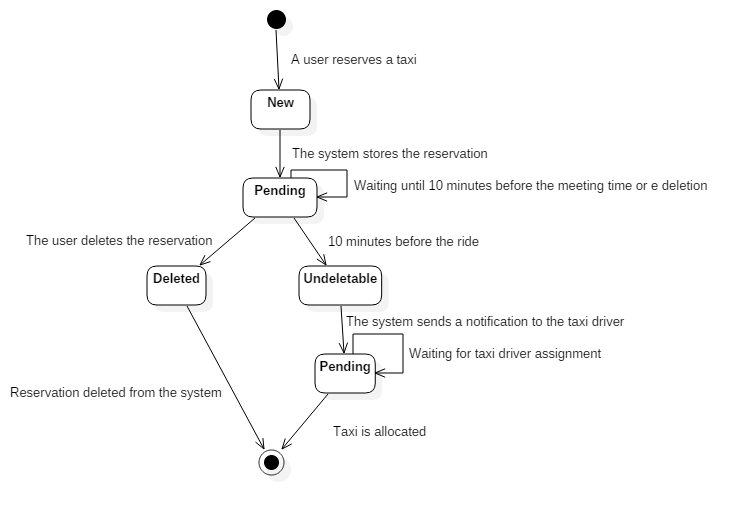 A user reserves a taxi
New
The system stores the reservation
Pending
Waiting until 10 minutes before the meeting time or e deletion
The user deletes the reservation
10 minutes before the ride
Deleted
Undeletable
The system sends a notification to the taxi driver
Pending
Waiting for taxi driver assignment
Reservation deleted from the system
Taxi is allocated